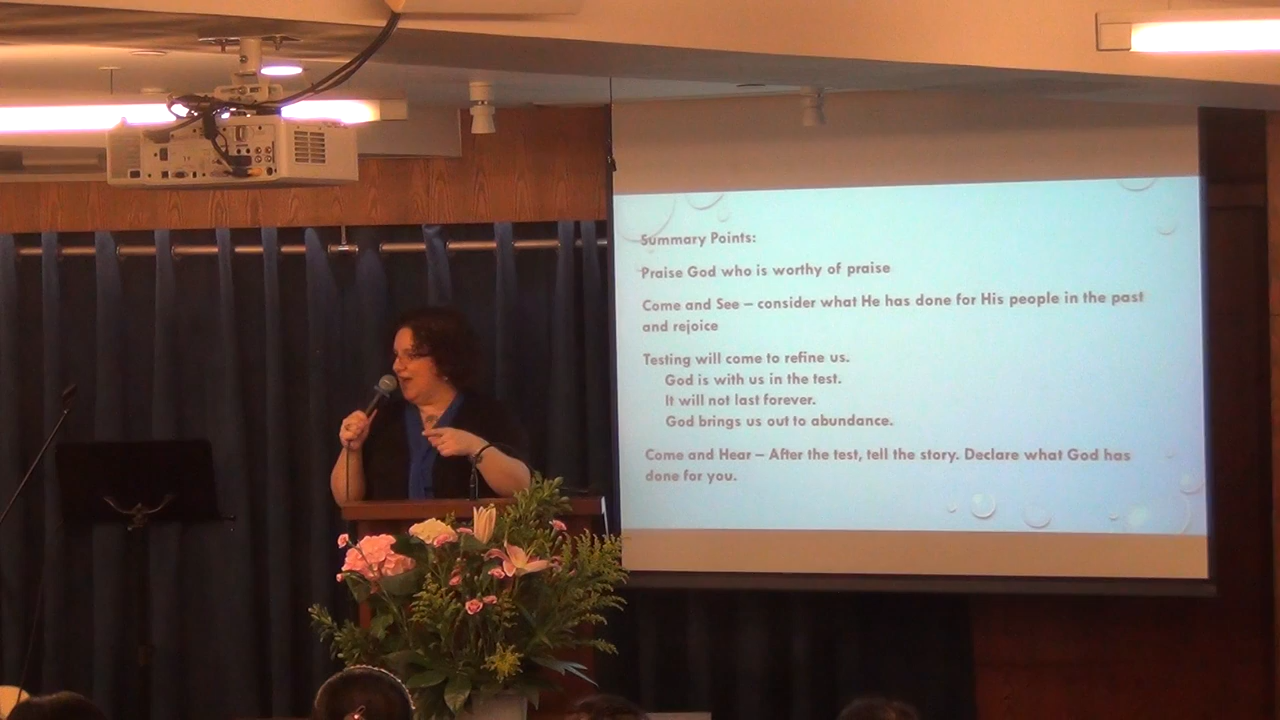 Summary Points:
Praise God who is worthy of praise
Come and See – consider what He has done for His people in the past
and rejoice
Testing will come to refine us.
God is with us in the test.
It will not last forever.
God brings us out to abundance.
Come and Hear – After the test, tell the story. Declare what God has
done for you.